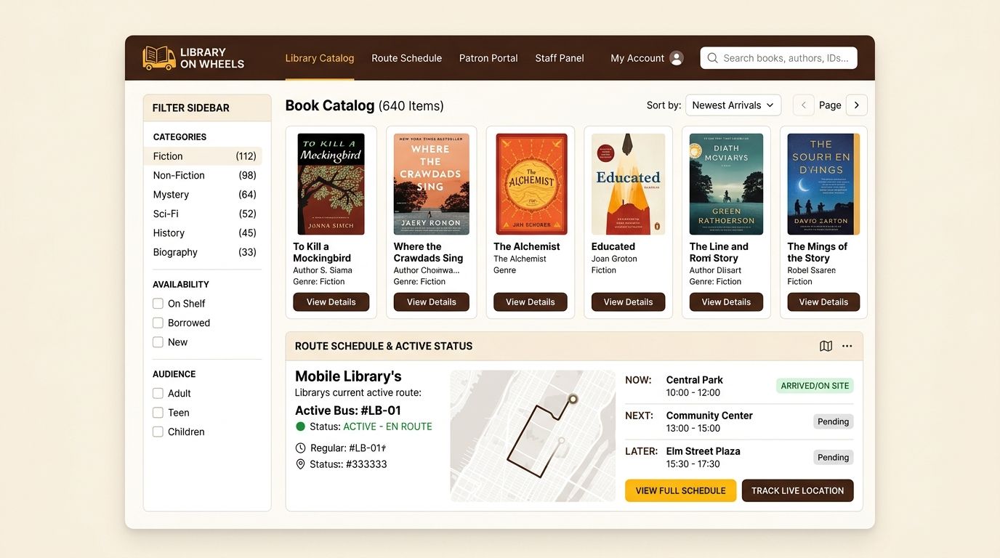 LIBRARY
ON WHEELS
Library Catalog
Route Schedule
Patron Portal
Staff Panel
My Account
Search books, authors, IDs...
FILTER SIDEBAR
CATEGORIES
Fiction (112)
Non-Fiction (98)
Mystery (64)
Sci-Fi (52)
History (45)
Biography (33)
AVAILABILITY
On Shelf
Borrowed
New
AUDIENCE
Adult
Teen
Children
Book Catalog (640 Items)
Sort by: Newest Arrivals
Page
TO KILL A
Mockingbird
JANNA SIMCH
To Kill a
Mockingbird
Author S. Siama
Genre: Fiction
View Details
NEW YORK TIMES BESTSELLER
WHERE
THE
CRAWDADS
SING
JAERY RONON
Where the
Crawdads Sing
Author Choinwa...
Genre: Fiction
View Details
The
ALCHEMIST
JHH SCHOAER
The Alchemist
The Alchemist
Genre
View Details
Educated
Educated
Joan Groton
Fiction
View Details
DIATH
MCVIARYS
GREEN
RATHOERSON
The Line and
Rom Story
Author Dlisart
Genre: Fiction
View Details
THE
SOURH EN
DYINGS
DAVYO ZARTON
The Mings of
the Story
Robel Ssaren
Fiction
View Details
ROUTE SCHEDULE & ACTIVE STATUS
Mobile Library's
Librarys current active route:
Active Bus: #LB-01
Status: ACTIVE - EN ROUTE
Regular: #LB-01†
Status:: #333333
NOW: Central Park
10:00 - 12:00
ARRIVED/ON SITE
NEXT: Community Center
13:00 - 15:00
Pending
LATER: Elm Street Plaza
15:30 - 17:30
Pending
VIEW FULL SCHEDULE
TRACK LIVE LOCATION